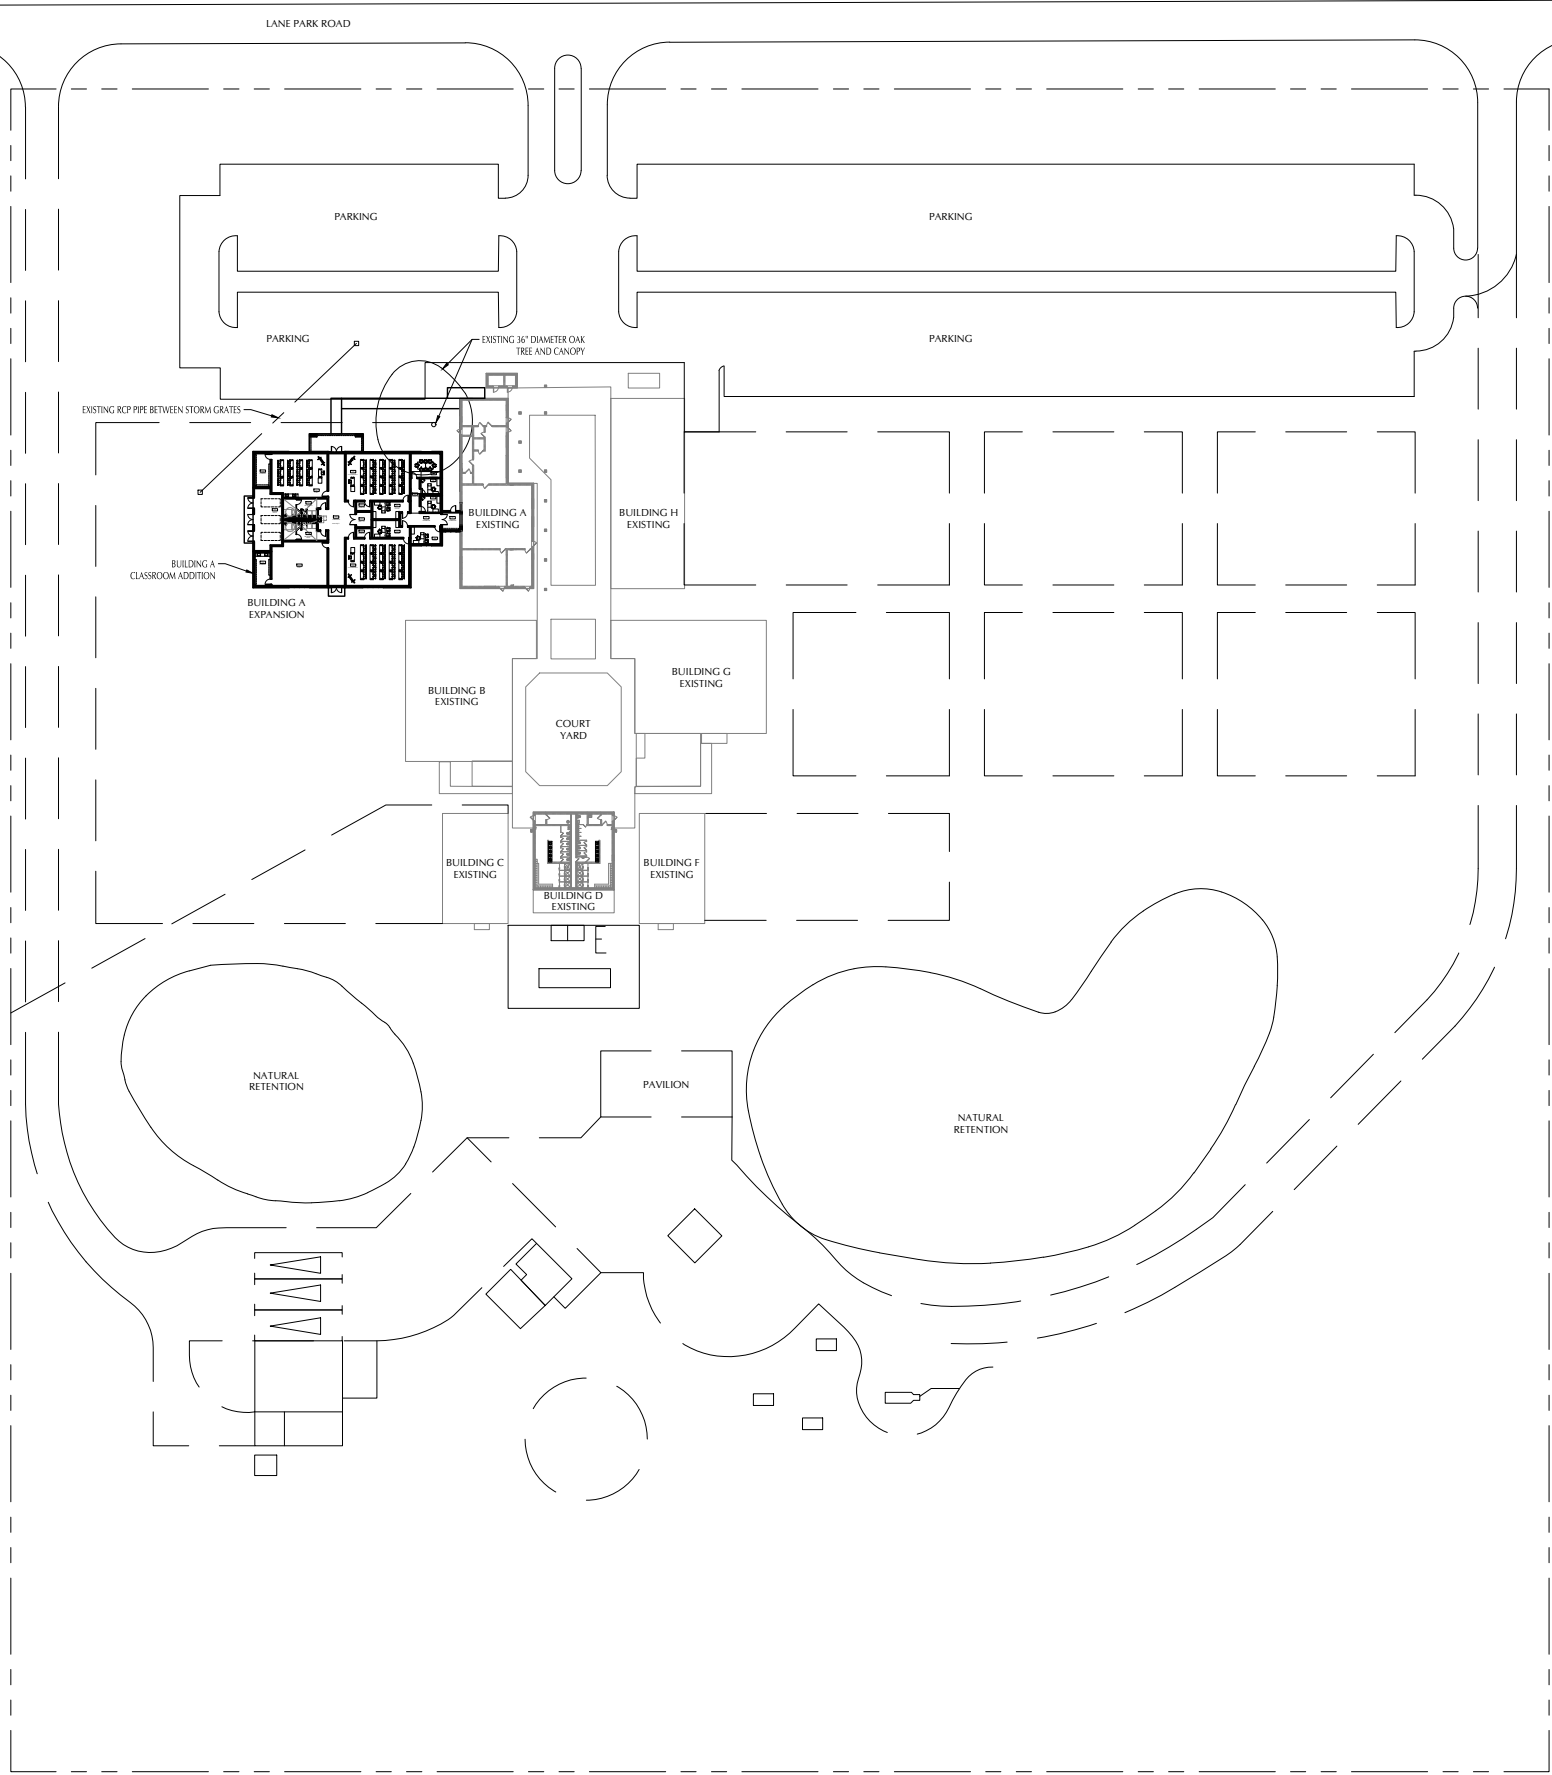 LANE PARK ROAD
PARKING
PARKING
PARKING
PARKING
EXISTING 36" DIAMETER OAK
TREE AND CANOPY
EXISTING RCP PIPE BETWEEN STORM GRATES
BUILDING A
EXISTING
BUILDING H
EXISTING
BUILDING A
CLASSROOM ADDITION
BUILDING A
EXPANSION
BUILDING B
EXISTING
BUILDING G
EXISTING
COURT
YARD
BUILDING C
EXISTING
BUILDING F
EXISTING
BUILDING D
EXISTING
NATURAL
RETENTION
PAVILION
NATURAL
RETENTION